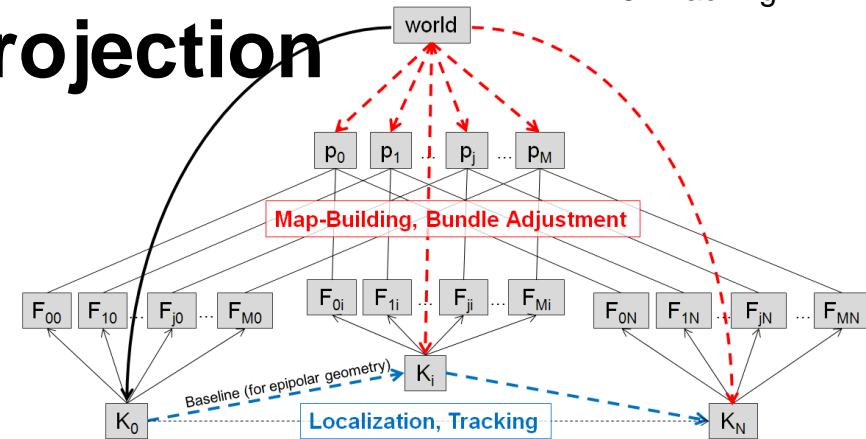 world
rojection
p0 p1 ... pj ... pM
Map-Building, Bundle Adjustment
F00 F10 ... Fj0 ... FM0 F0i F1i ... Fji ... FMi F0N F1N ... FjN ... FMN
Ki
Baseline (for epipolar geometry)
K0 Localization, Tracking KN